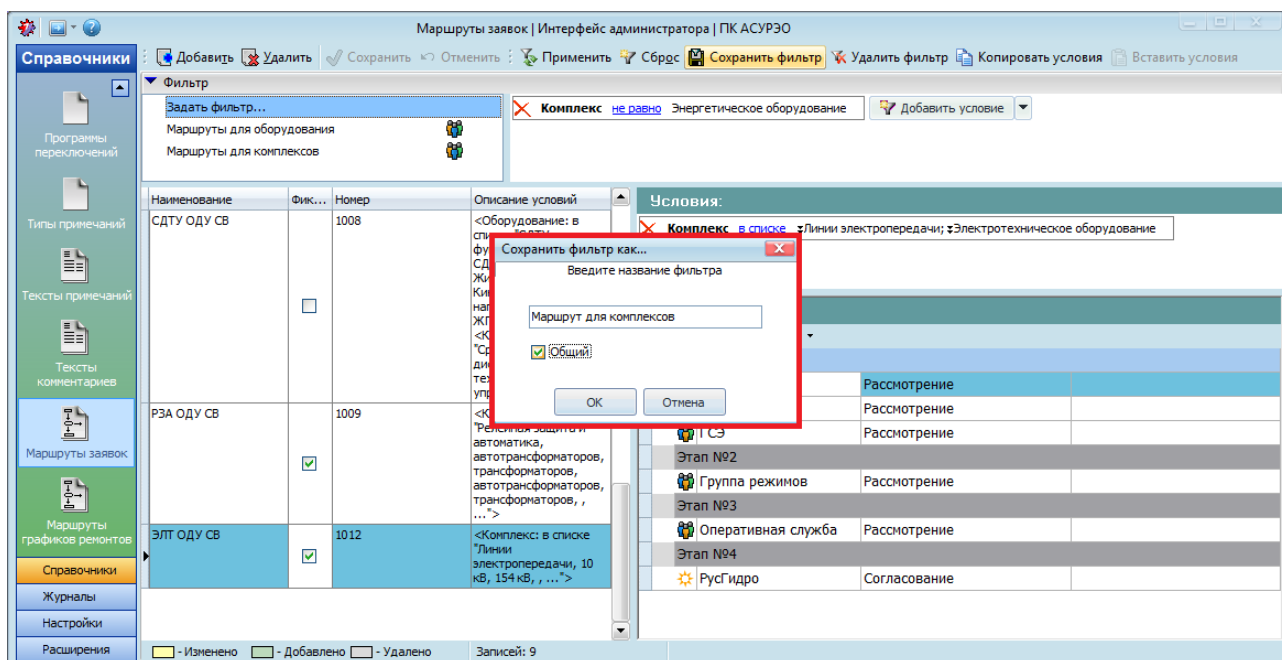 Маршруты заявок | Интерфейс администратора | ПК АСУРЭО
Справочники
Добавить Удалить Сохранить Отменить Применить Сброс Сохранить фильтр Удалить фильтр Копировать условия Вставить условия
Программы
переключений
Типы примечаний
Тексты примечаний
Тексты
комментариев
Маршруты заявок
Маршруты
графиков ремонтов
Справочники
Журналы
Настройки
Расширения
Фильтр
Задать фильтр...
Маршруты для оборудования
Маршруты для комплексов
Комплекс не равно Энергетическое оборудование Добавить условие
Наименование Фик... Номер Описание условий
СДТУ ОДУ СВ 1008 <Оборудование: в
РЗА ОДУ СВ 1009
автоматика,
автотрансформаторов,
трансформаторов,
автотрансформаторов,
трансформаторов, ,
...">
ЭЛТ ОДУ СВ 1012 <Комплекс: в списке
"Линии
электропередачи, 10
кВ, 154 кВ, , ...">
Условия:
Комплекс в списке Линии электропередачи; Электротехническое оборудование
Сохранить фильтр как...
Введите название фильтра
Маршрут для комплексов
Общий
ОК Отмена
Рассмотрение
Рассмотрение
ГСЭ Рассмотрение
Этап №2
Группа режимов Рассмотрение
Этап №3
Оперативная служба Рассмотрение
Этап №4
РусГидро Согласование
- Изменено - Добавлено - Удалено Записей: 9